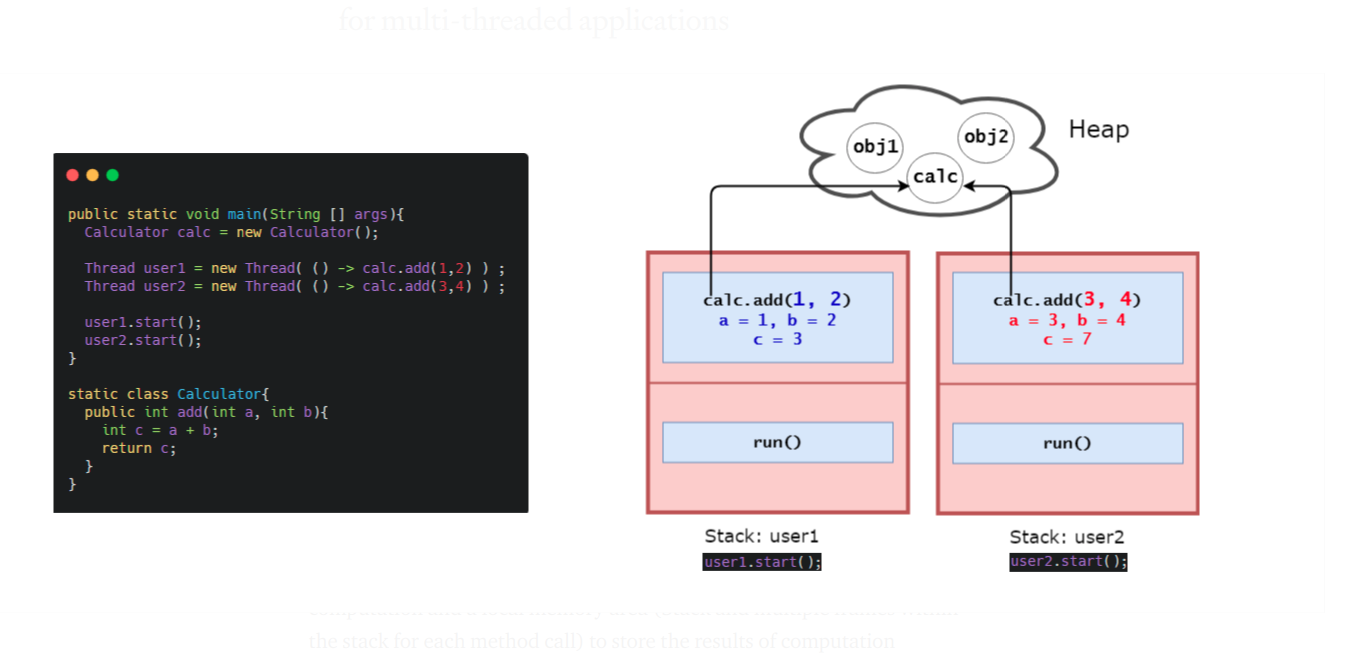 for multi-threaded applications
public static void main(String [] args){
Calculator calc = new Calculator();
Thread user1 = new Thread( () -> calc.add(1,2) ) ;
Thread user2 = new Thread( () -> calc.add(3,4) ) ;
user1.start();
user2.start();
}
static class Calculator{
public int add(int a, int b){
int c = a + b;
return c;
}
}
Heap
obj1
obj2
calc
calc.add(1, 2)
a = 1, b = 2
c = 3
run()
Stack: user1
user1.start();
calc.add(3, 4)
a = 3, b = 4
c = 7
run()
Stack: user2
user2.start();
the stack for each method call) to store the results of computation